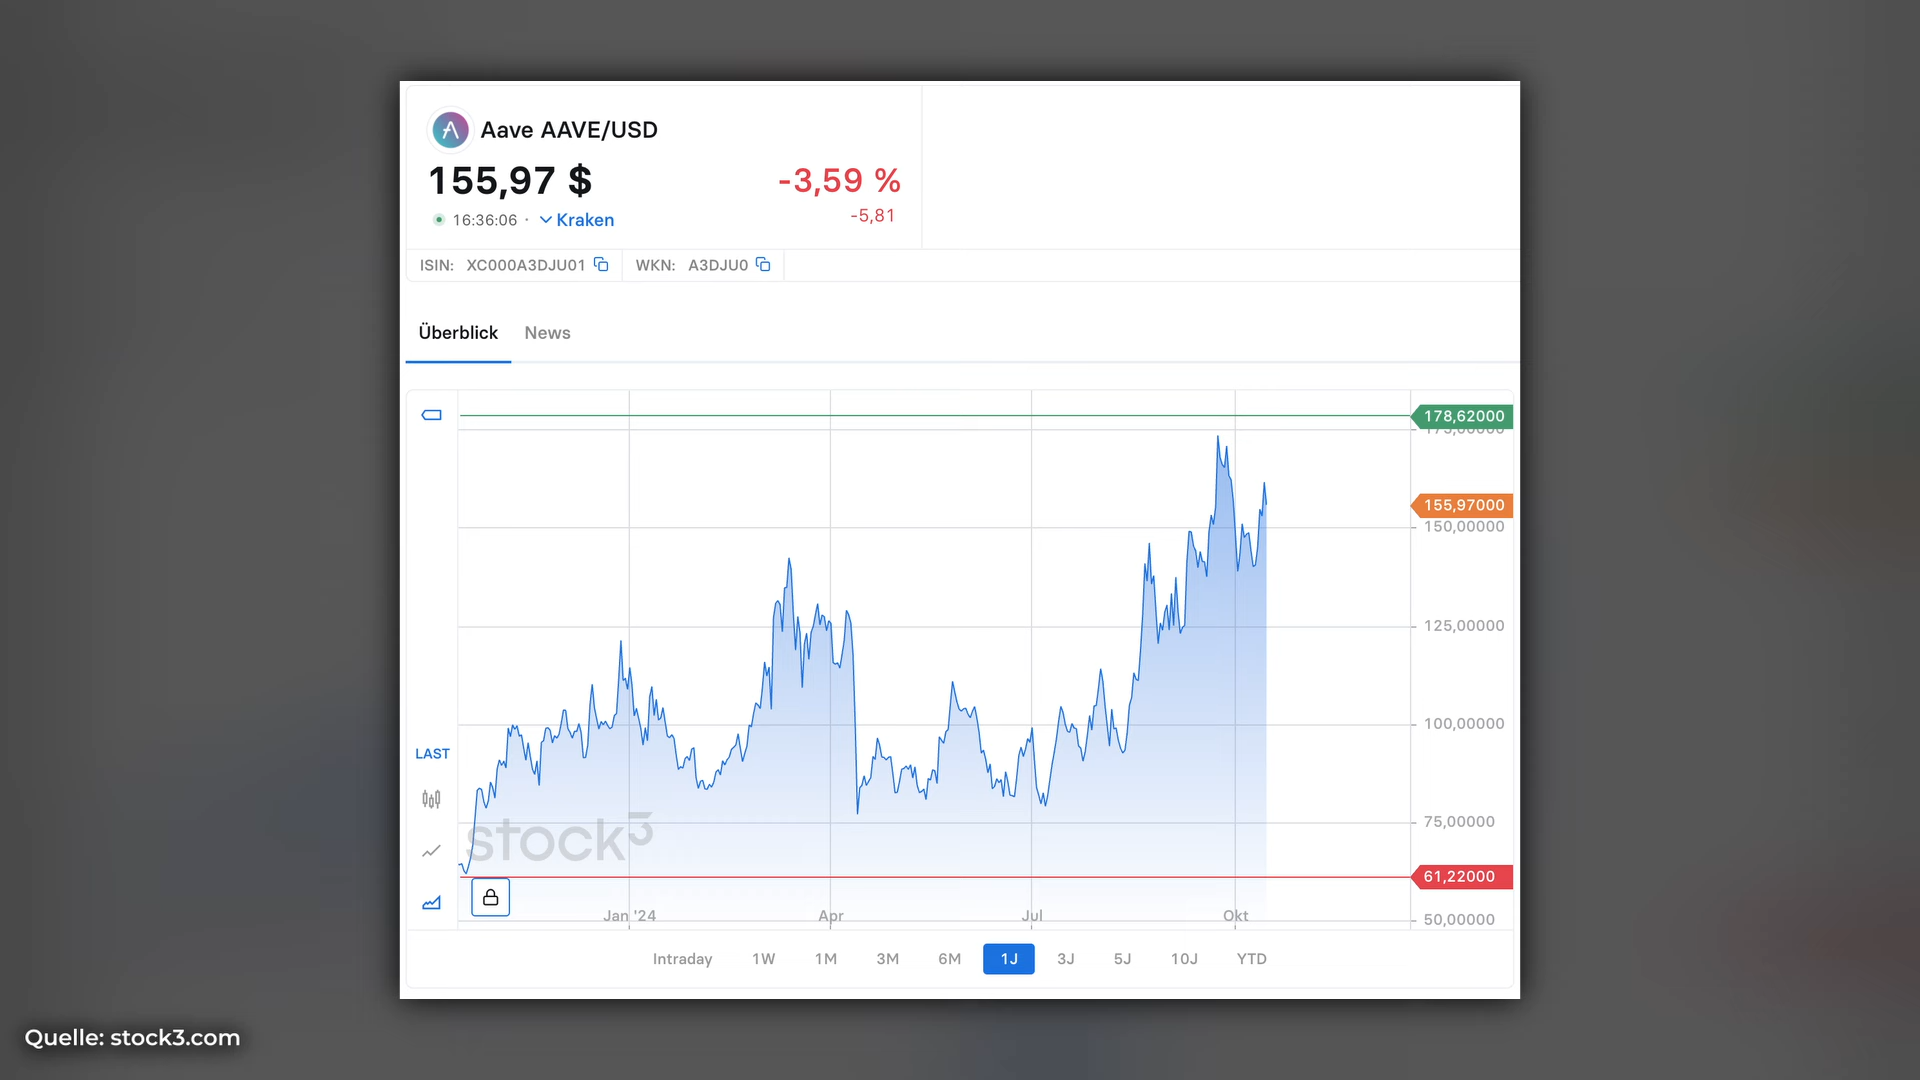 Aave AAVE/USD
155,97 $
-3,59 %
16:36:06 · Kraken
-5,81
ISIN: XC000A3DJU01
WKN: A3DJU0
Überblick
News
178,62000
175,00000
155,97000
150,00000
125,00000
100,00000
LAST
75,00000
stock3
61,22000
50,00000
Jan '24
Apr
Jul
Okt
Intraday
1W
1M
3M
6M
1J
3J
5J
10J
YTD
Quelle: stock3.com